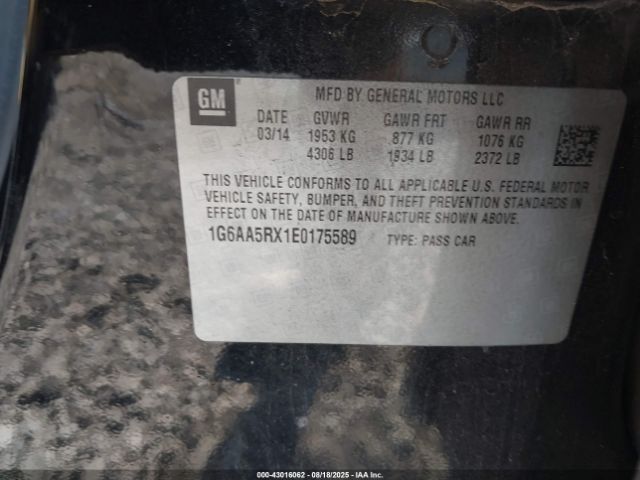 GM
MFD BY GENERAL MOTORS LLC
DATE GVWR GAWR FRT GAWR RR
03/14 1953 KG 877 KG 1076 KG
4306 LB 1934 LB 2372 LB
THIS VEHICLE CONFORMS TO ALL APPLICABLE U.S. FEDERAL MOTOR
VEHICLE SAFETY, BUMPER, AND THEFT PREVENTION STANDARDS IN
EFFECT ON THE DATE OF MANUFACTURE SHOWN ABOVE.
1G6AA5RX1E0175589 TYPE: PASS CAR
000-43016062 - 08/18/2025 - IAAI Inc.